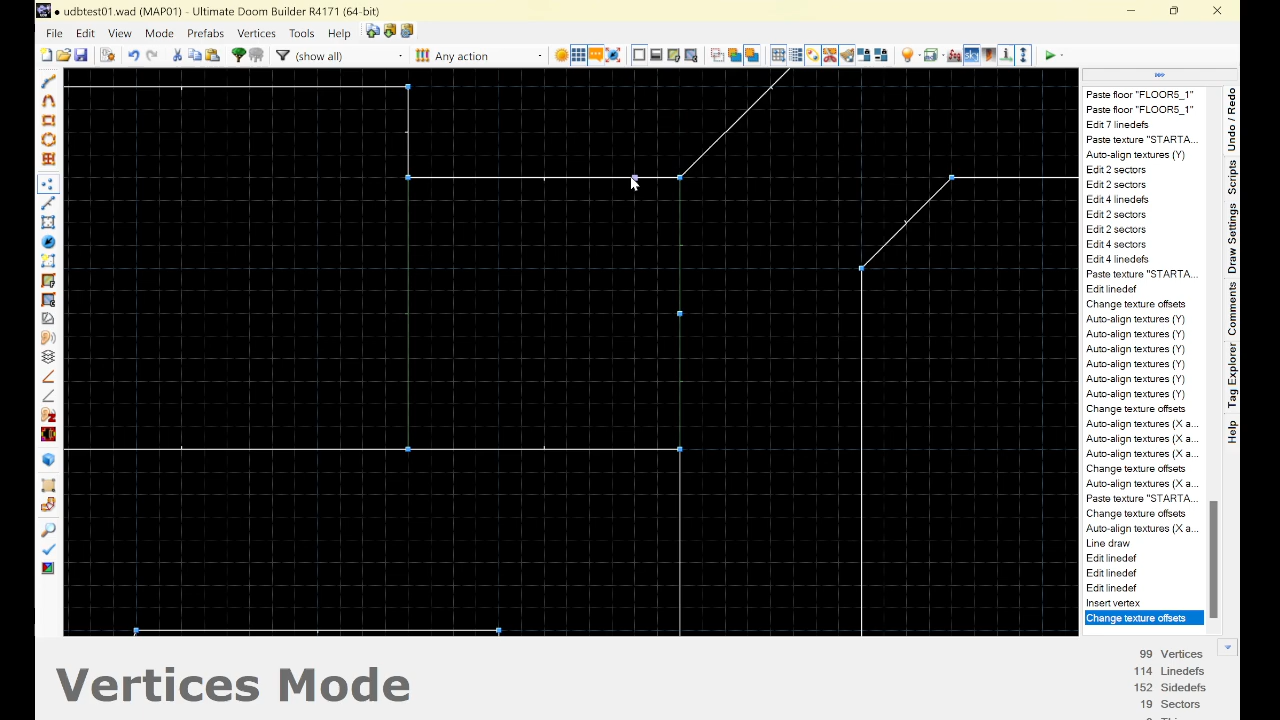 udbtest01.wad (MAP01) - Ultimate Doom Builder R4171 (64-bit)
File Edit View Mode Prefabs Vertices Tools Help
(show all) Any action
Paste floor "FLOOR5_1"
Paste floor "FLOOR5_1"
Edit 7 linedefs
Paste texture "STARTA...
Auto-align textures (Y)
Edit 2 sectors
Edit 2 sectors
Edit 4 linedefs
Edit 2 sectors
Edit 2 sectors
Edit 4 sectors
Edit 4 linedefs
Paste texture "STARTA...
Edit linedef
Change texture offsets
Auto-align textures (Y)
Auto-align textures (Y)
Auto-align textures (Y)
Auto-align textures (Y)
Auto-align textures (Y)
Auto-align textures (Y)
Change texture offsets
Auto-align textures (X a...
Auto-align textures (X a...
Auto-align textures (X a...
Change texture offsets
Auto-align textures (X a...
Paste texture "STARTA...
Change texture offsets
Auto-align textures (X a...
Line draw
Edit linedef
Edit linedef
Edit linedef
Insert vertex
Change texture offsets
Undo / Redo
Scripts
Draw Settings
Comments
Tag Explorer
Help
Vertices Mode
99 Vertices
114 Linedefs
152 Sidedefs
19 Sectors